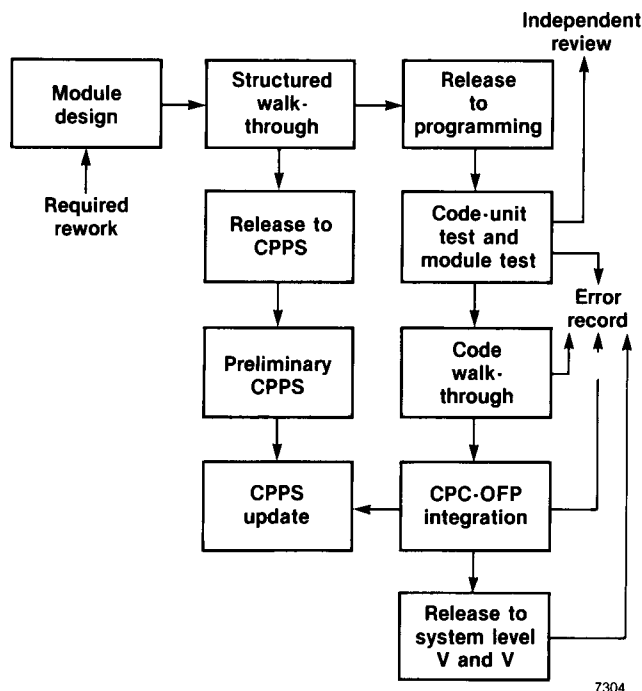 Independent
review
Module
design
Structured
walk-
through
Release
to
programming
Required
rework
Release to
CPPS
Code-unit
test and
module test
Error
record
Preliminary
CPPS
Code
walk-
through
CPPS
update
CPC-OFP
integration
Release to
system level
V and V
7304